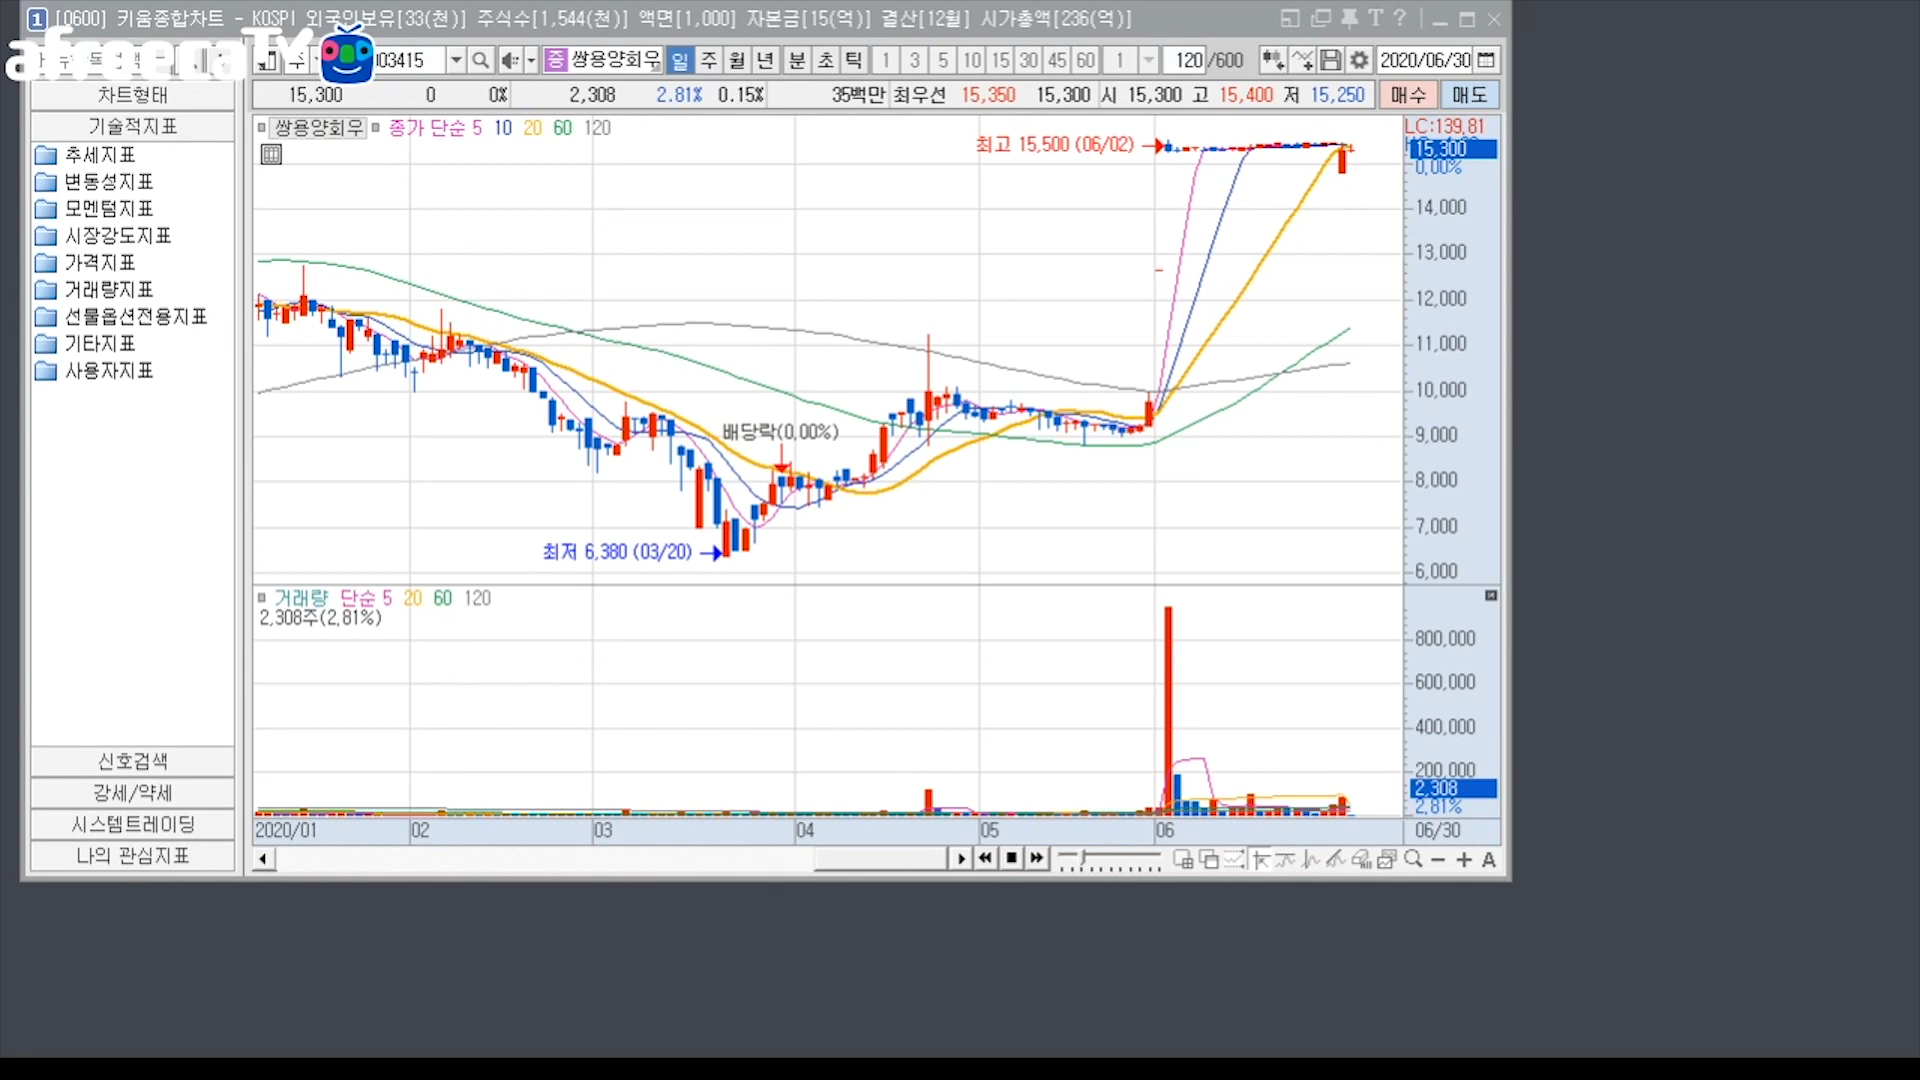 1 [0600] 키움종합차트 - KOSPI 외국인보유[33(천)] 주식수[1,544(천)] 액면[1,000] 자본금[15(억)] 결산[12월] 시가총액[236(억)] T ?
afreecaTV
003415 증 쌍용양회우 일 주 월 년 분 초 틱 1 3 5 10 15 30 45 60 1 120 /600 2020/06/30
차트형태
15,300 0 0% 2,308 2.81% 0.15% 35백만 최우선 15,350 15,300 시 15,300 고 15,400 저 15,250 매수 매도
기술적지표
추세지표
변동성지표
모멘텀지표
시장강도지표
가격지표
거래량지표
선물옵션전용지표
기타지표
사용자지표
신호검색
강세/약세
시스템트레이딩
나의 관심지표
쌍용양회우 종가 단순 5 10 20 60 120
최고 15,500 (06/02)
LC:139,81
15,300
0,00%
14,000
13,000
12,000
11,000
10,000
9,000
8,000
7,000
6,000
배당락(0,00%)
최저 6,380 (03/20)
거래량 단순 5 20 60 120
2,308주(2,81%)
800,000
600,000
400,000
200,000
2,308
2,81%
2020/01 02 03 04 05 06 06/30
A